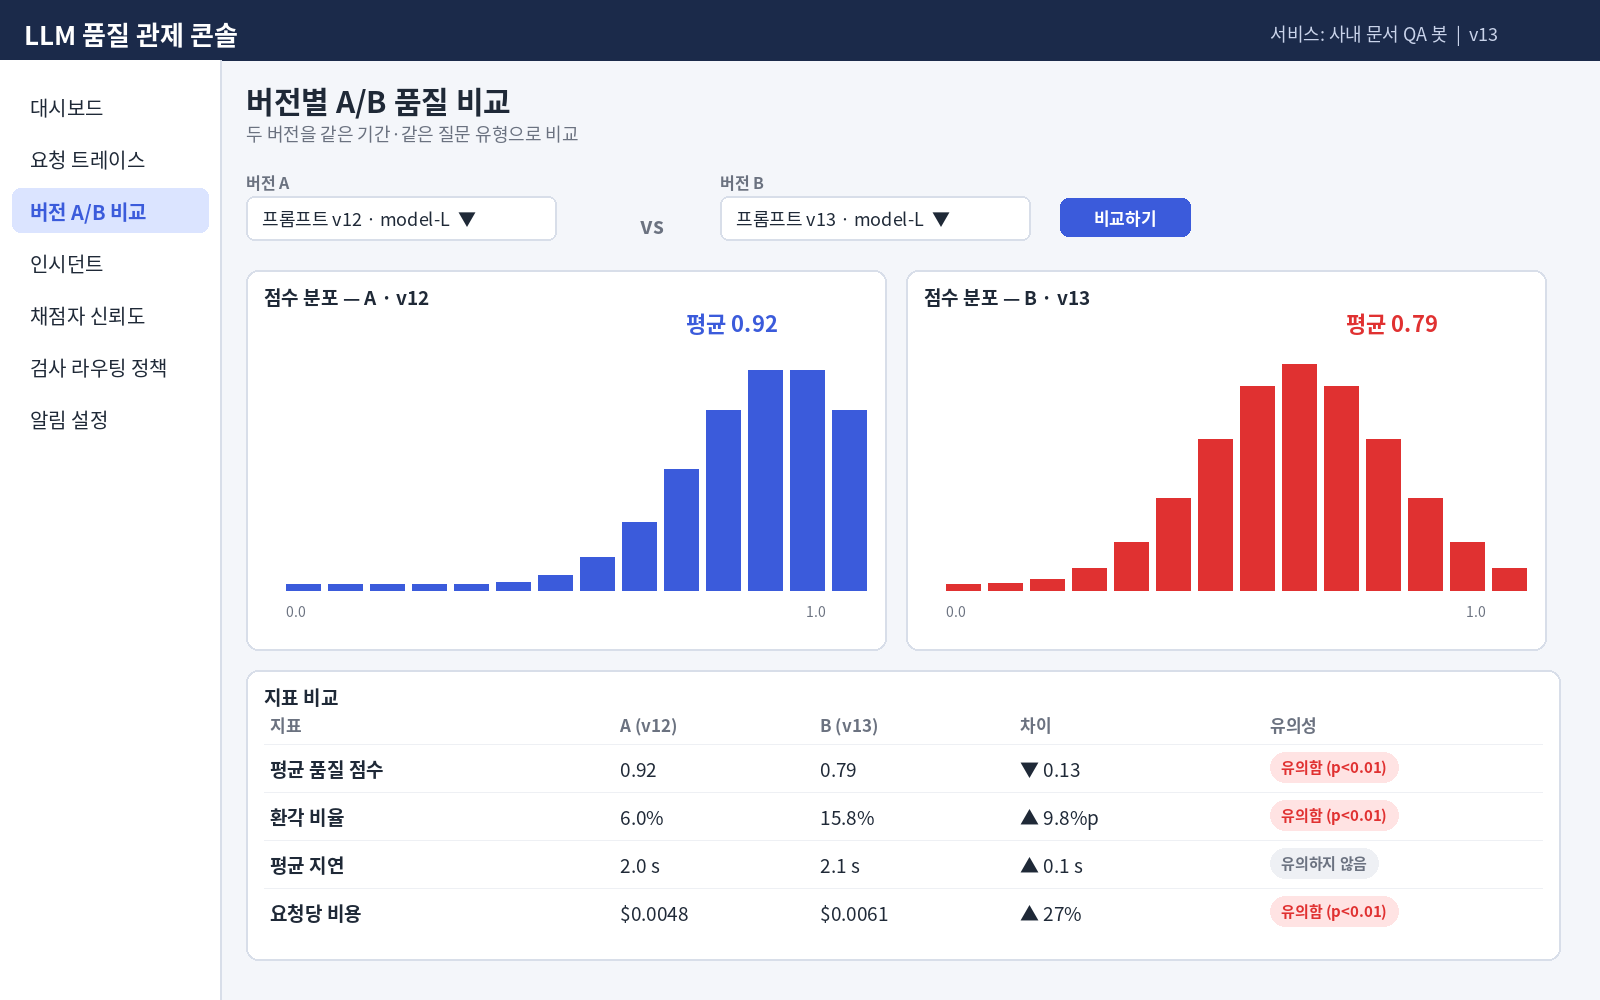 LLM 품질 관제 콘솔
서비스: 사내 문서 QA 봇 | v13
대시보드
요청 트레이스
버전 A/B 비교
인시던트
채점자 신뢰도
검사 라우팅 정책
알림 설정
버전별 A/B 품질 비교
두 버전을 같은 기간·같은 질문 유형으로 비교
버전 A
프롬프트 v12 · model-L ▼
vs
버전 B
프롬프트 v13 · model-L ▼
비교하기
점수 분포 — A · v12
평균 0.92
0.0 1.0
점수 분포 — B · v13
평균 0.79
0.0 1.0
지표 비교
지표 A (v12) B (v13) 차이 유의성
평균 품질 점수 0.92 0.79 ▼ 0.13 유의함 (p<0.01)
환각 비율 6.0% 15.8% ▲ 9.8%p 유의함 (p<0.01)
평균 지연 2.0 s 2.1 s ▲ 0.1 s 유의하지 않음
요청당 비용 $0.0048 $0.0061 ▲ 27% 유의함 (p<0.01)